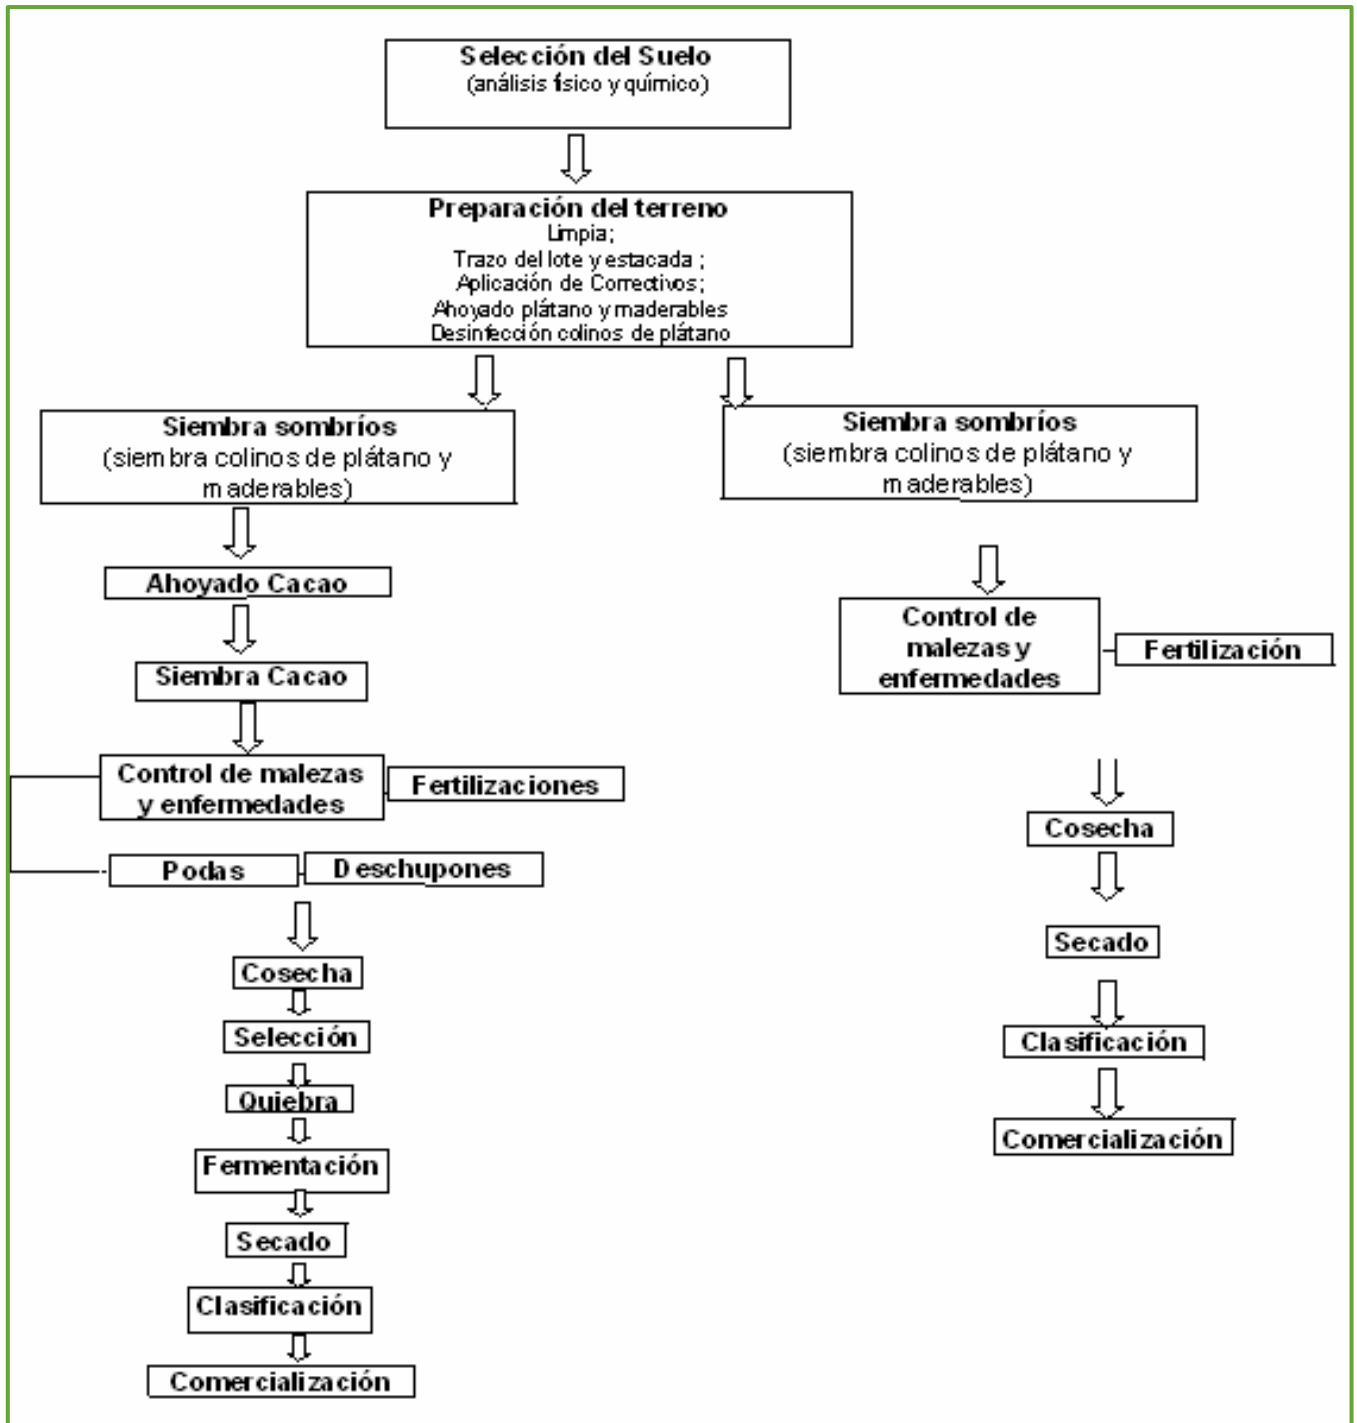 Selección del Suelo
(análisis físico y químico)
Preparación del terreno
Limpia;
Trazo del lote y estacada ;
Aplicación de Correctivos;
Ahoyado plátano y maderables
Desinfección colinos de plátano
Siembra sombríos
(siembra colinos de plátano y
maderables)
Ahoyado Cacao
Siembra Cacao
Control de malezas
y enfermedades
Fertilizaciones
Podas
Deschupones
Cosecha
Selección
Quiebra
Fermentación
Secado
Clasificación
Comercialización
Siembra sombríos
(siembra colinos de plátano y
maderables)
Control de
malezas y
enfermedades
Fertilización
Cosecha
Secado
Clasificación
Comercialización